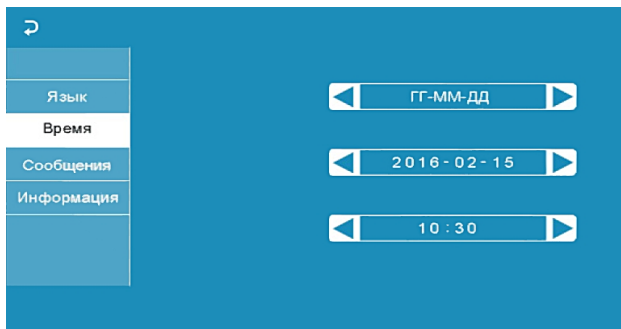 Язык
Время
Сообщения
Информация
ГГ-ММ-ДД
2016-02-15
10:30